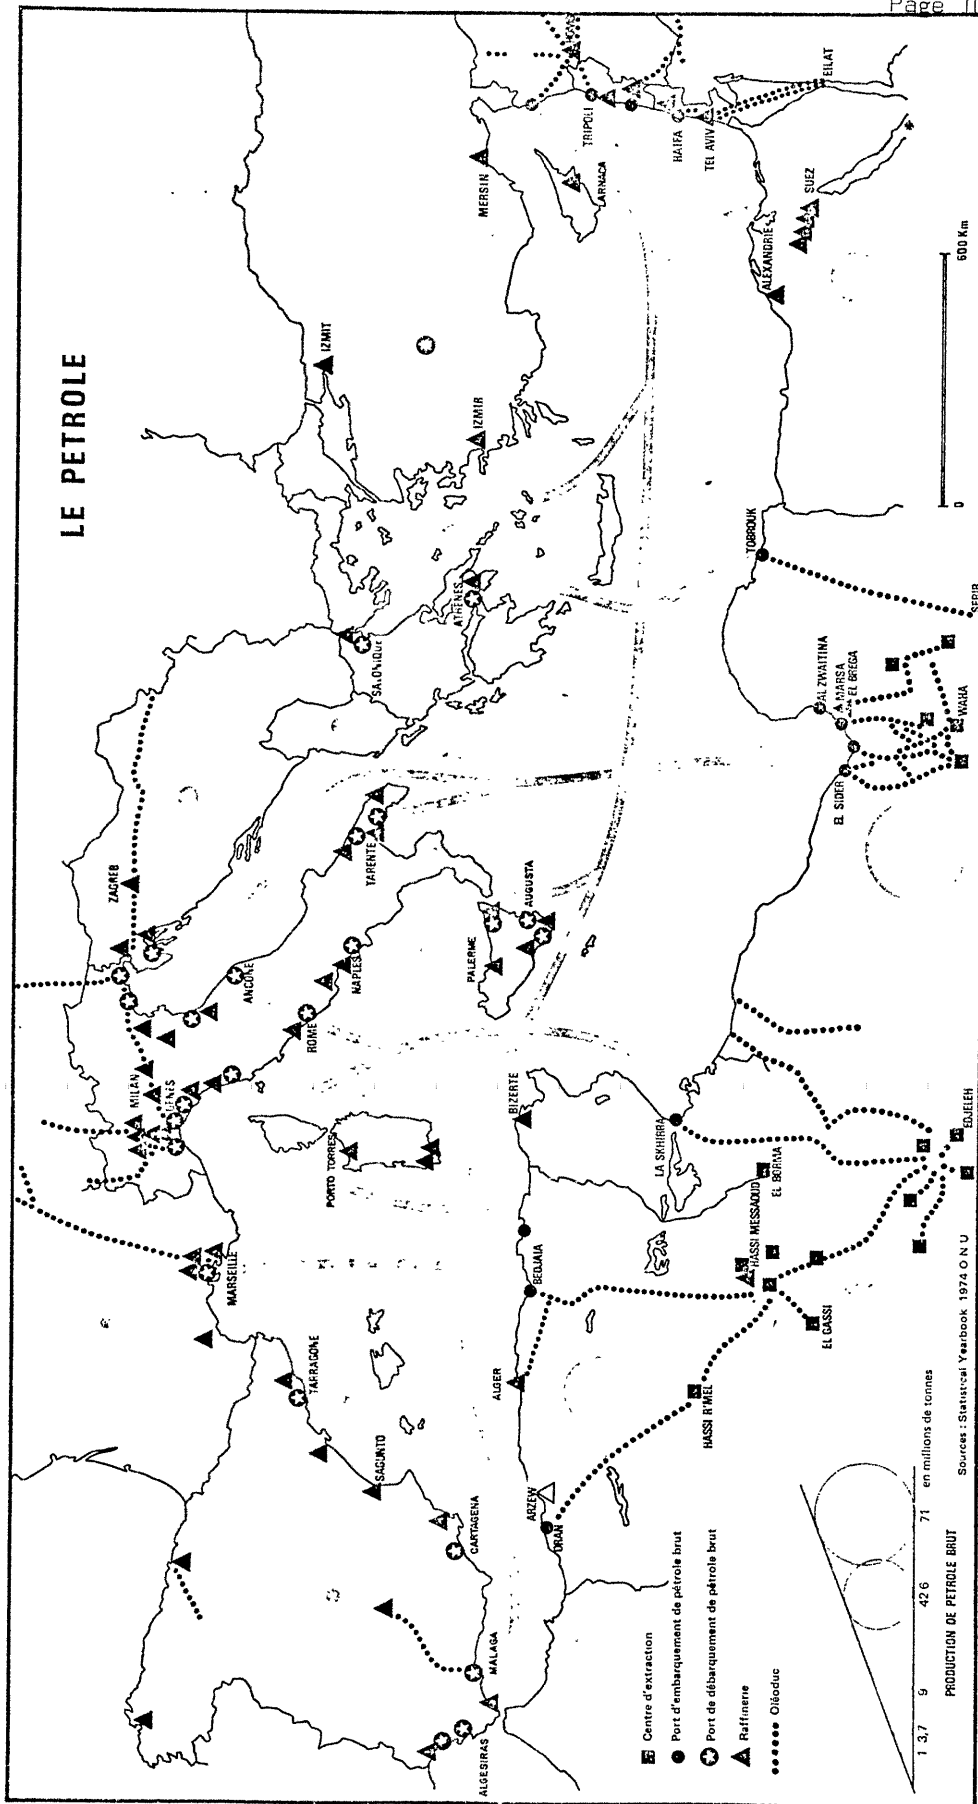 Page
LE PETROLE
ZAGREB
MILAN
ANCONE
ROME
NAPLES
TARENTE
PALERME
AUGUSTA
SALONIQUE
ATHENES
IZMIT
IZMIR
MERSIN
LARNACA
TRIPOLI
HAIFA
TEL AVIV
EILAT
SUEZ
ALEXANDRIE
TOBROUK
SERIR
AL ZWAITINA
MARSA
EL BREGA
EL SIDER
WAHA
MARSEILLE
PORTO TORRES
TARRAGONE
SAGUNTO
CARTAGENA
MALAGA
ALGESIRAS
BIZERTE
LA SKHIRRA
BEDJAIA
ALGER
ARZEW
ORAN
HASSI R'MEL
HASSI MESSAOUD
EL BORMA
EL GASSI
EDJELEH
0 600 Km
Centre d'extraction
Port d'embarquement de pétrole brut
Port de débarquement de pétrole brut
Raffinerie
Oléoduc
1 3,7 9 42 6 71 en millions de tonnes
PRODUCTION DE PETROLE BRUT
Sources : Statistical Yearbook 1974 O N U